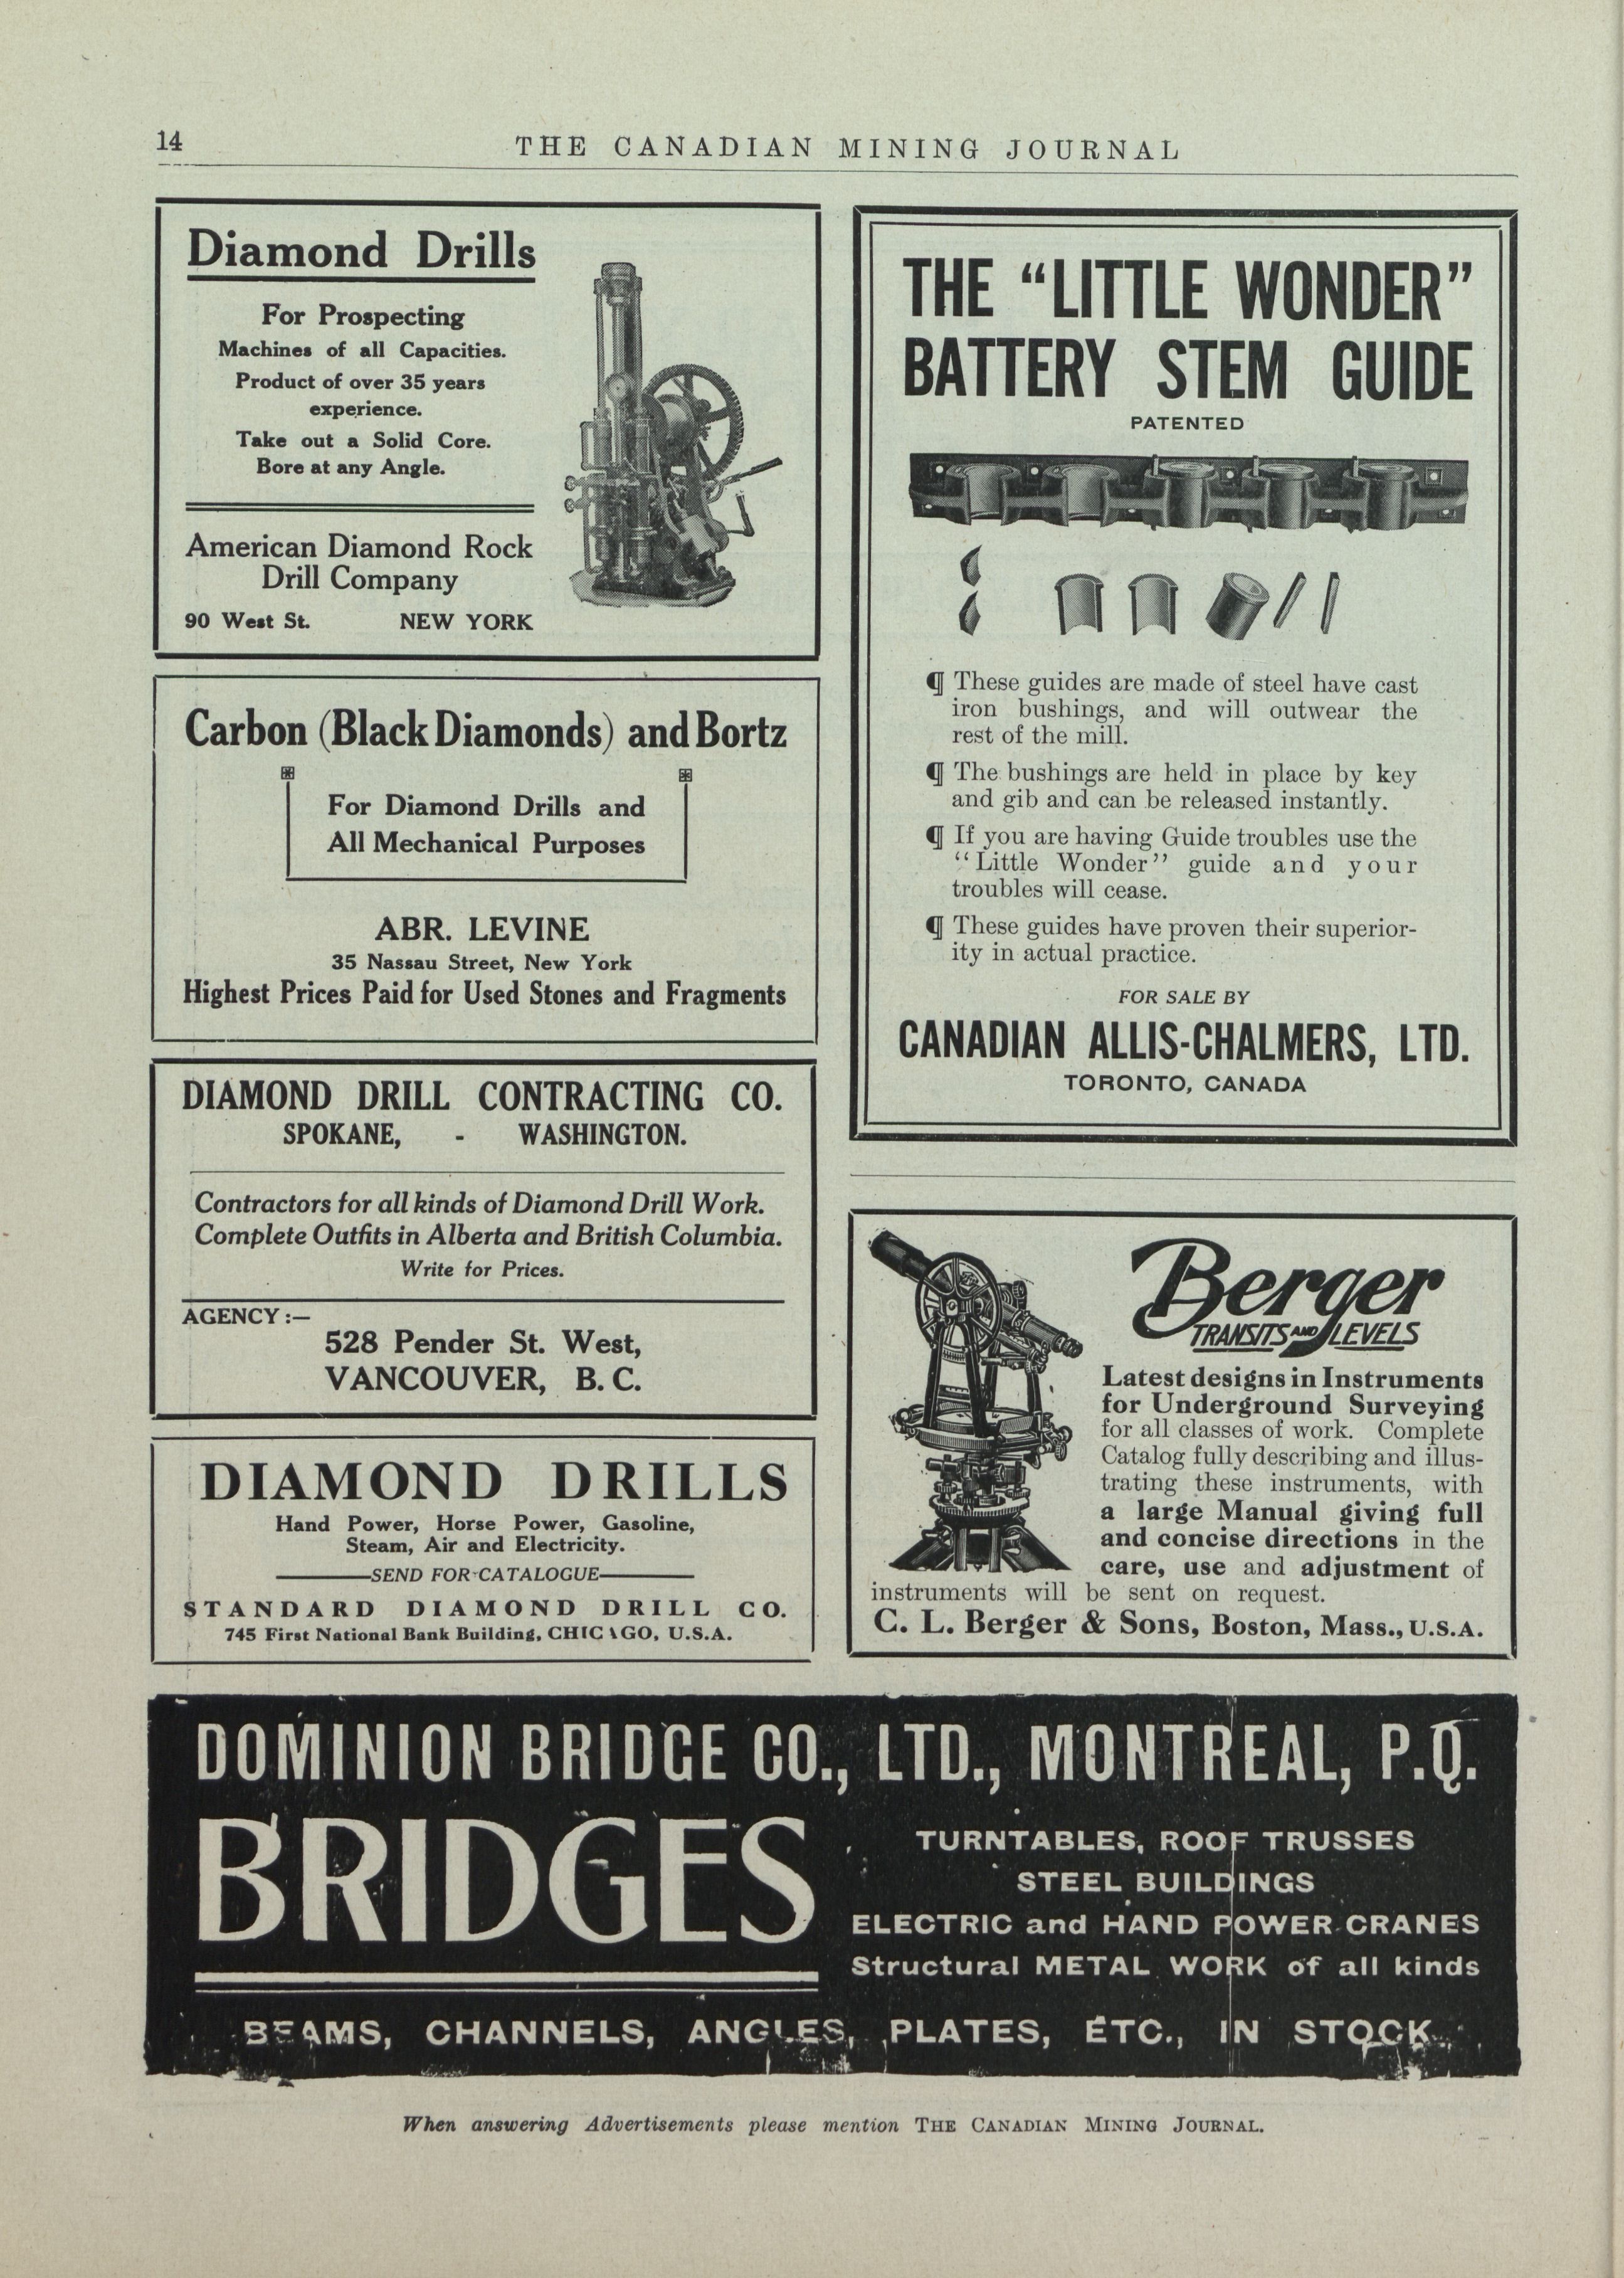 14
THE CANADIAN MINING JOURNAL
Diamond Drills
For Prospecting
Machines of all Capacities.
Product of over 35 years
experience.
Take out a Solid Core.
Bore at any Angle.
American Diamond Rock
Drill Company
90 West St. NEW YORK
Carbon (Black Diamonds) and Bortz
For Diamond Drills and
All Mechanical Purposes
ABR. LEVINE
35 Nassau Street, New York
Highest Prices Paid for Used Stones and Fragments
DIAMOND DRILL CONTRACTING CO.
SPOKANE, - WASHINGTON.
Contractors for all kinds of Diamond Drill Work.
Complete Outfits in Alberta and British Columbia.
Write for Prices.
AGENCY:—
528 Pender St. West,
VANCOUVER, B. C.
DIAMOND DRILLS
Hand Power, Horse Power, Gasoline,
Steam, Air and Electricity.
SEND FOR CATALOGUE
STANDARD DIAMOND DRILL CO.
745 First National Bank Building, CHICAGO, U.S.A.
THE "LITTLE WONDER"
BATTERY STEM GUIDE
PATENTED
¶ These guides are made of steel have cast
iron bushings, and will outwear the
rest of the mill.
¶ The bushings are held in place by key
and gib and can be released instantly.
¶ If you are having Guide troubles use the
"Little Wonder" guide and your
troubles will cease.
¶ These guides have proven their superior-
ity in actual practice.
FOR SALE BY
CANADIAN ALLIS-CHALMERS, LTD.
TORONTO, CANADA
Berger
TRANSITS AND LEVELS
Latest designs in Instruments
for Underground Surveying
for all classes of work. Complete
Catalog fully describing and illus-
trating these instruments, with
a large Manual giving full
and concise directions in the
care, use and adjustment of
instruments will be sent on request.
C. L. Berger & Sons, Boston, Mass., U.S.A.
DOMINION BRIDGE CO., LTD., MONTREAL, P.Q.
BRIDGES
TURNTABLES, ROOF TRUSSES
STEEL BUILDINGS
ELECTRIC and HAND POWER CRANES
Structural METAL WORK of all kinds
BEAMS, CHANNELS, ANGLES, PLATES, ETC., IN STOCK
When answering Advertisements please mention THE CANADIAN MINING JOURNAL.